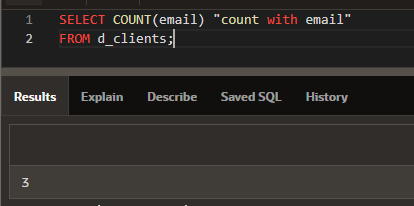 1 SELECT COUNT(email) "count with email"
2 FROM d_clients;
Results Explain Describe Saved SQL History
3